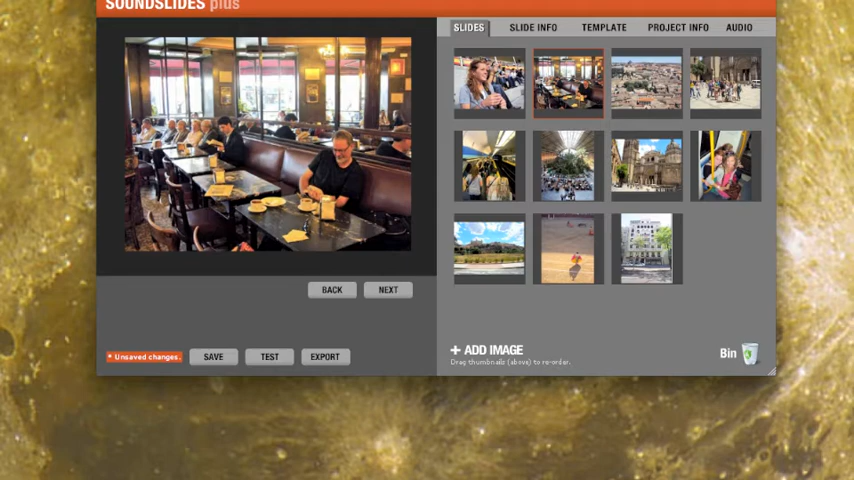 SOUNDSLIDES plus
SLIDES SLIDE INFO TEMPLATE PROJECT INFO AUDIO
BACK NEXT
* Unsaved changes. SAVE TEST EXPORT
+ ADD IMAGE
Drag thumbnails (above) to re-order.
Bin